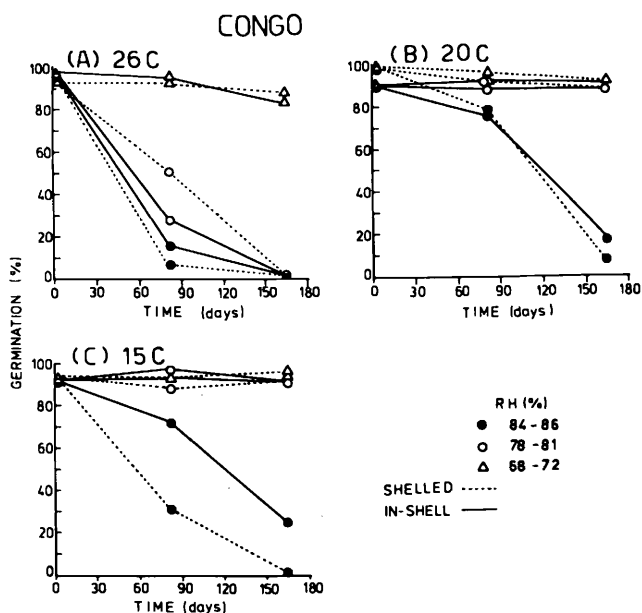 CONGO
(A) 26C
100
80
60
40
20
0
0 30 60 90 120 150 180
TIME (days)
(B) 20C
100
80
60
40
20
0
0 30 60 90 120 150 180
TIME (days)
GERMINATION (%)
(C) 15C
100
80
60
40
20
0
0 30 60 90 120 150 180
TIME (days)
RH (%)
84-86
78-81
68-72
SHELLED
IN-SHELL